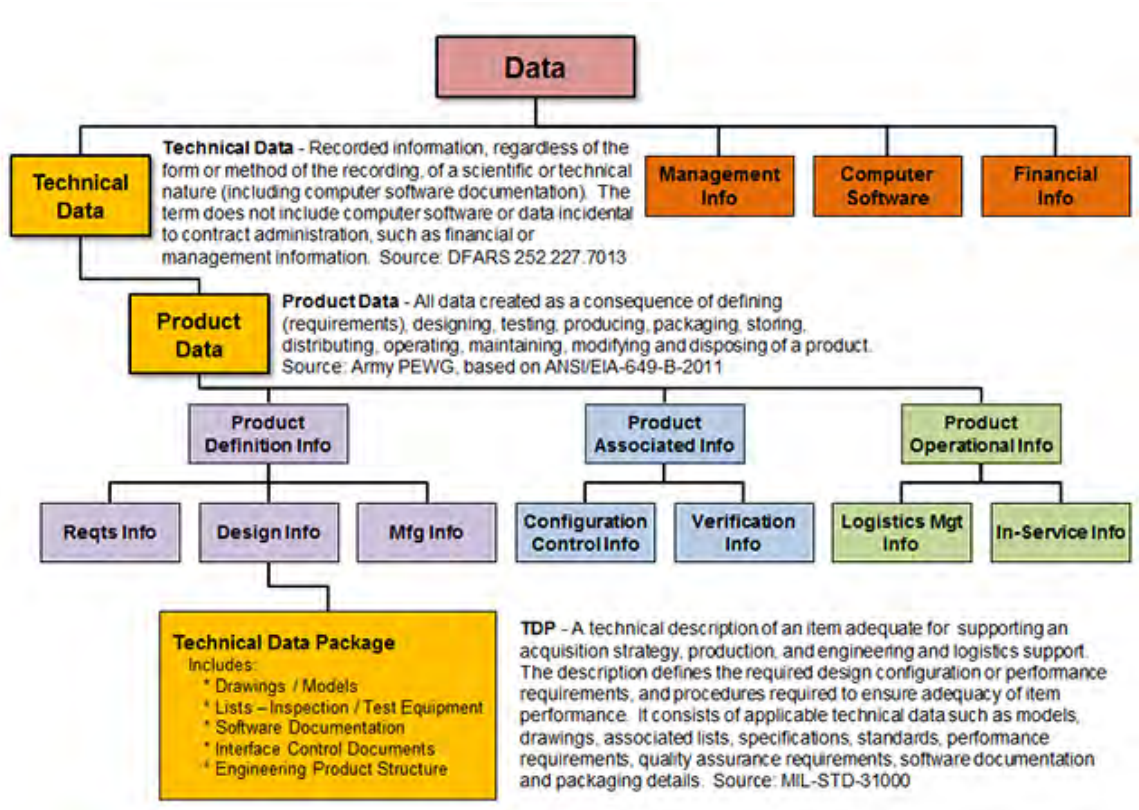 Data
Technical Data - Recorded information, regardless of the
form or method of the recording, of a scientific or technical
nature (including computer software documentation). The
term does not include computer software or data incidental
to contract administration, such as financial or
management information. Source: DFARS 252.227.7013
Technical
Data
Management
Info
Computer
Software
Financial
Info
Product
Data
Product Data - All data created as a consequence of defining
(requirements), designing, testing, producing, packaging, storing,
distributing, operating, maintaining, modifying and disposing of a product.
Source: Army PEWG, based on ANSI/EIA-649-B-2011
Product
Definition Info
Product
Associated Info
Product
Operational Info
Reqts Info
Design Info
Mfg Info
Configuration
Control Info
Verification
Info
Logistics Mgt
Info
In-Service Info
Technical Data Package
Includes:
* Drawings / Models
* Lists – Inspection / Test Equipment
* Software Documentation
* Interface Control Documents
* Engineering Product Structure
TDP - A technical description of an item adequate for supporting an
acquisition strategy, production, and engineering and logistics support.
The description defines the required design configuration or performance
requirements, and procedures required to ensure adequacy of item
performance. It consists of applicable technical data such as models,
drawings, associated lists, specifications, standards, performance
requirements, quality assurance requirements, software documentation
and packaging details. Source: MIL-STD-31000